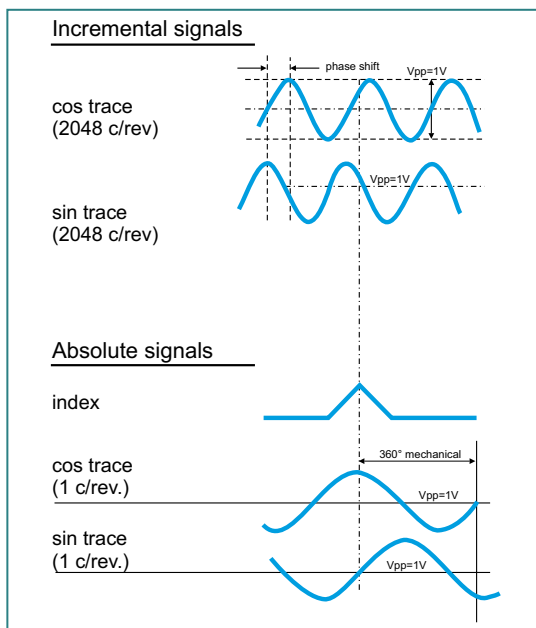 Incremental signals
phase shift
Vpp=1V
cos trace
(2048 c/rev)
Vpp=1V
sin trace
(2048 c/rev)
Absolute signals
index
360° mechanical
cos trace
(1 c/rev.)
Vpp=1V
sin trace
(1 c/rev.)
Vpp=1V